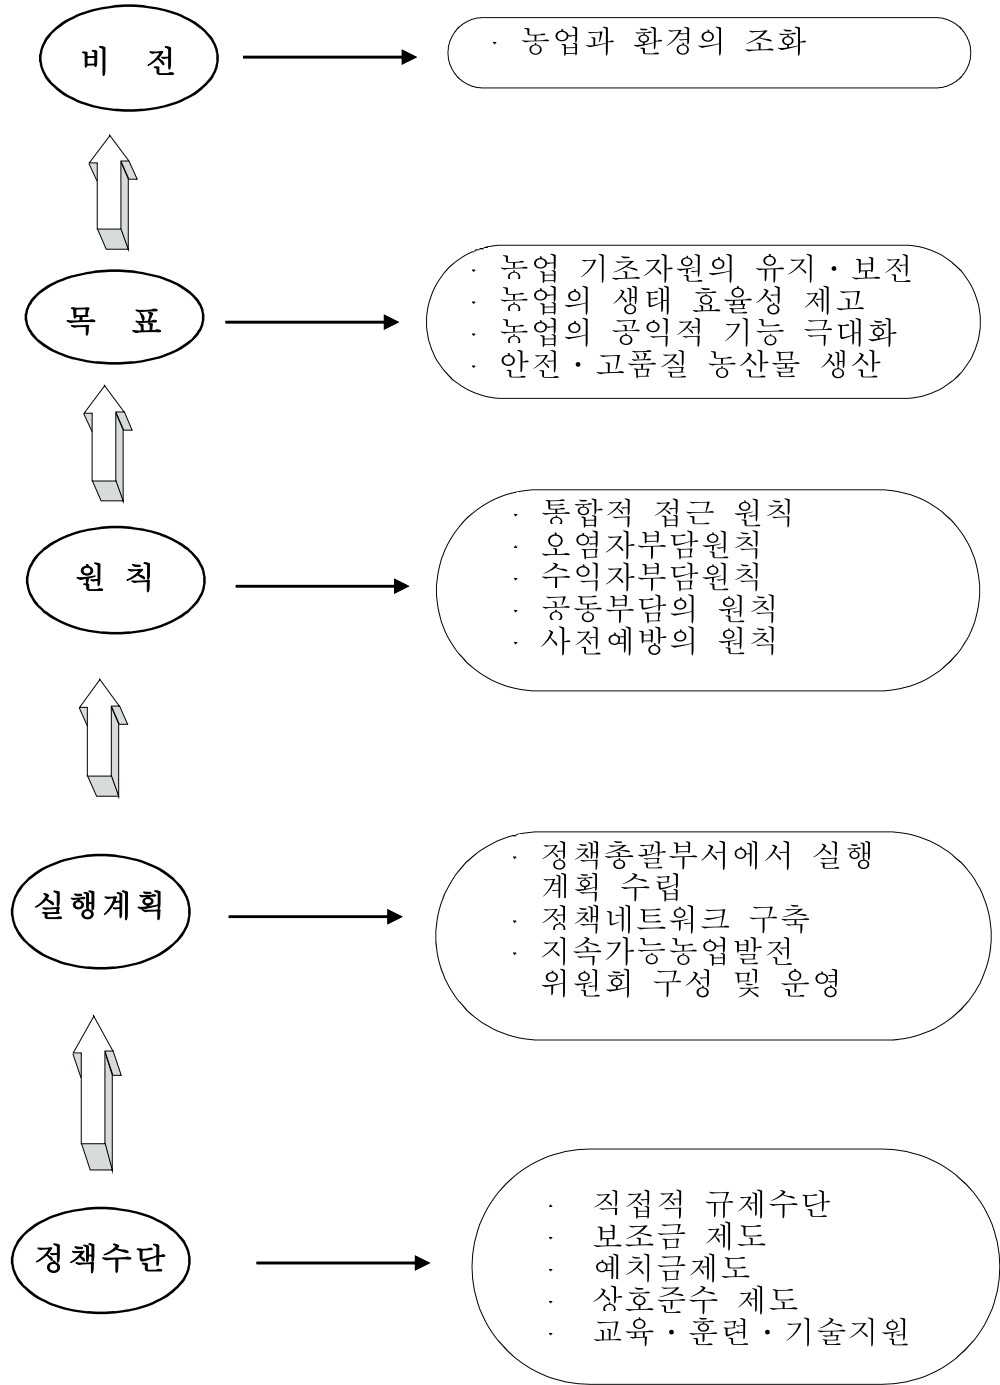 비 전
· 농업과 환경의 조화
목 표
· 농업 기초자원의 유지·보전
· 농업의 생태 효율성 제고
· 농업의 공익적 기능 극대화
· 안전·고품질 농산물 생산
원 칙
· 통합적 접근 원칙
· 오염자부담원칙
· 수익자부담원칙
· 공동부담의 원칙
· 사전예방의 원칙
실행계획
· 정책총괄부서에서 실행
계획 수립
· 정책네트워크 구축
· 지속가능농업발전
위원회 구성 및 운영
정책수단
· 직접적 규제수단
· 보조금 제도
· 예치금제도
· 상호준수 제도
· 교육·훈련·기술지원